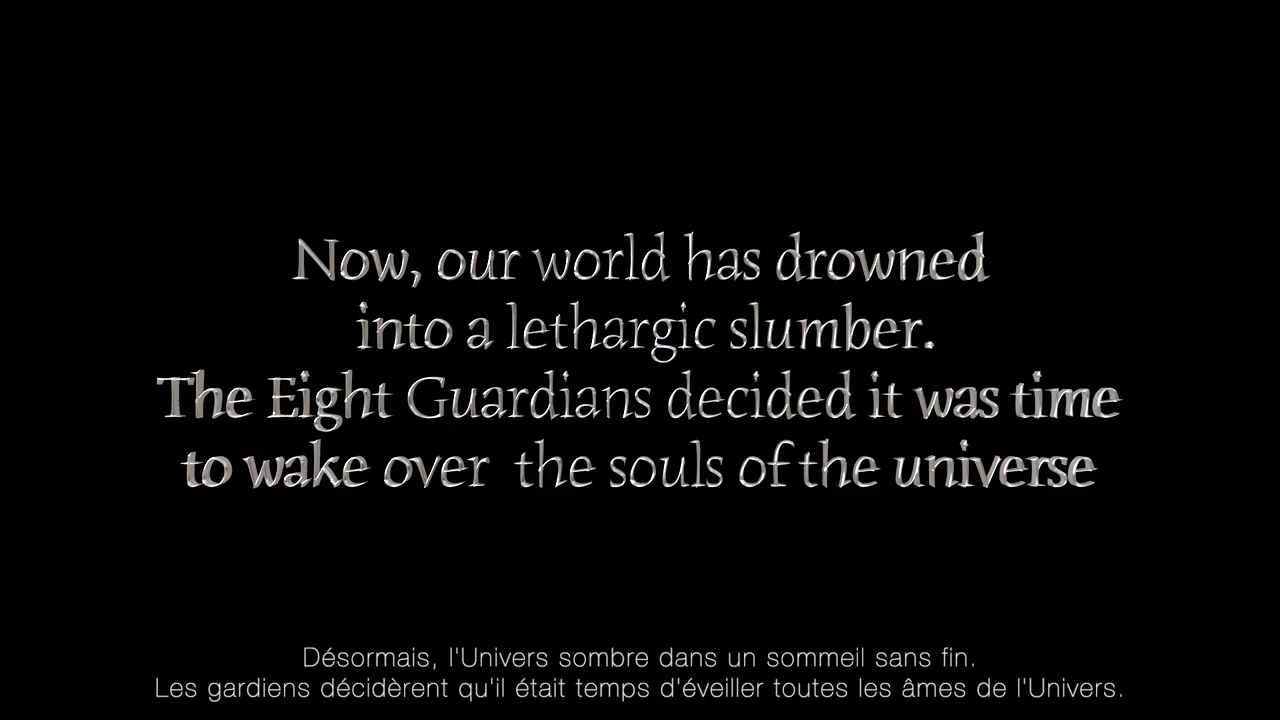 Now, our world has drowned
into a lethargic slumber.
The Eight Guardians decided it was time
to wake over the souls of the universe
Désormais, l'Univers sombre dans un sommeil sans fin.
Les gardiens décidèrent qu'il était temps d'éveiller toutes les âmes de l'Univers.